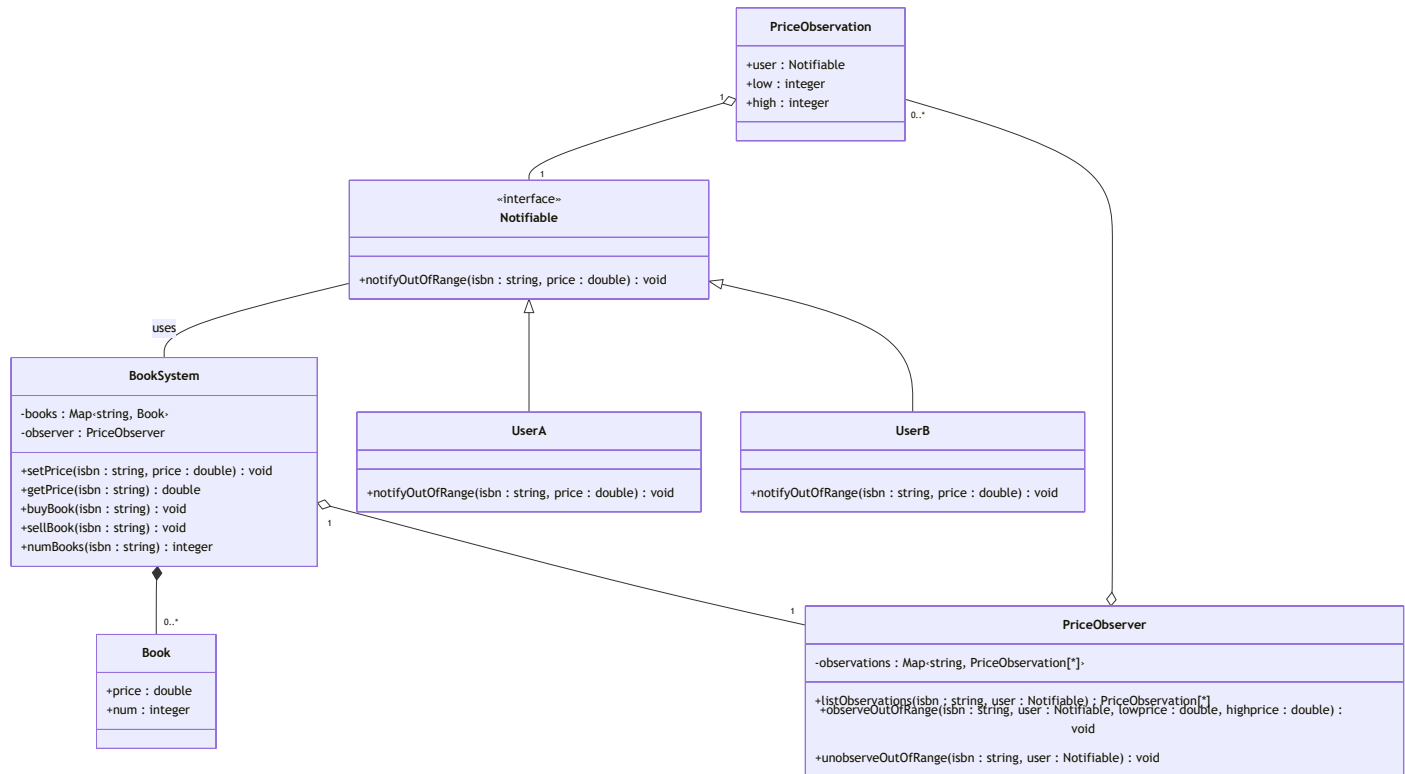 PriceObservation
+user : Notifiable
+low : integer
+high : integer
1
0..*
1
«interface»
Notifiable
+notifyOutOfRange(isbn : string, price : double) : void
uses
BookSystem
-books : Map‹string, Book›
-observer : PriceObserver
+setPrice(isbn : string, price : double) : void
+getPrice(isbn : string) : double
+buyBook(isbn : string) : void
+sellBook(isbn : string) : void
+numBooks(isbn : string) : integer
UserA
+notifyOutOfRange(isbn : string, price : double) : void
UserB
+notifyOutOfRange(isbn : string, price : double) : void
1
1
0..*
Book
+price : double
+num : integer
PriceObserver
-observations : Map‹string, PriceObservation[*]›
+listObservations(isbn : string, user : Notifiable) : PriceObservation[*]
+observeOutOfRange(isbn : string, user : Notifiable, lowprice : double, highprice : double) :
void
+unobserveOutOfRange(isbn : string, user : Notifiable) : void